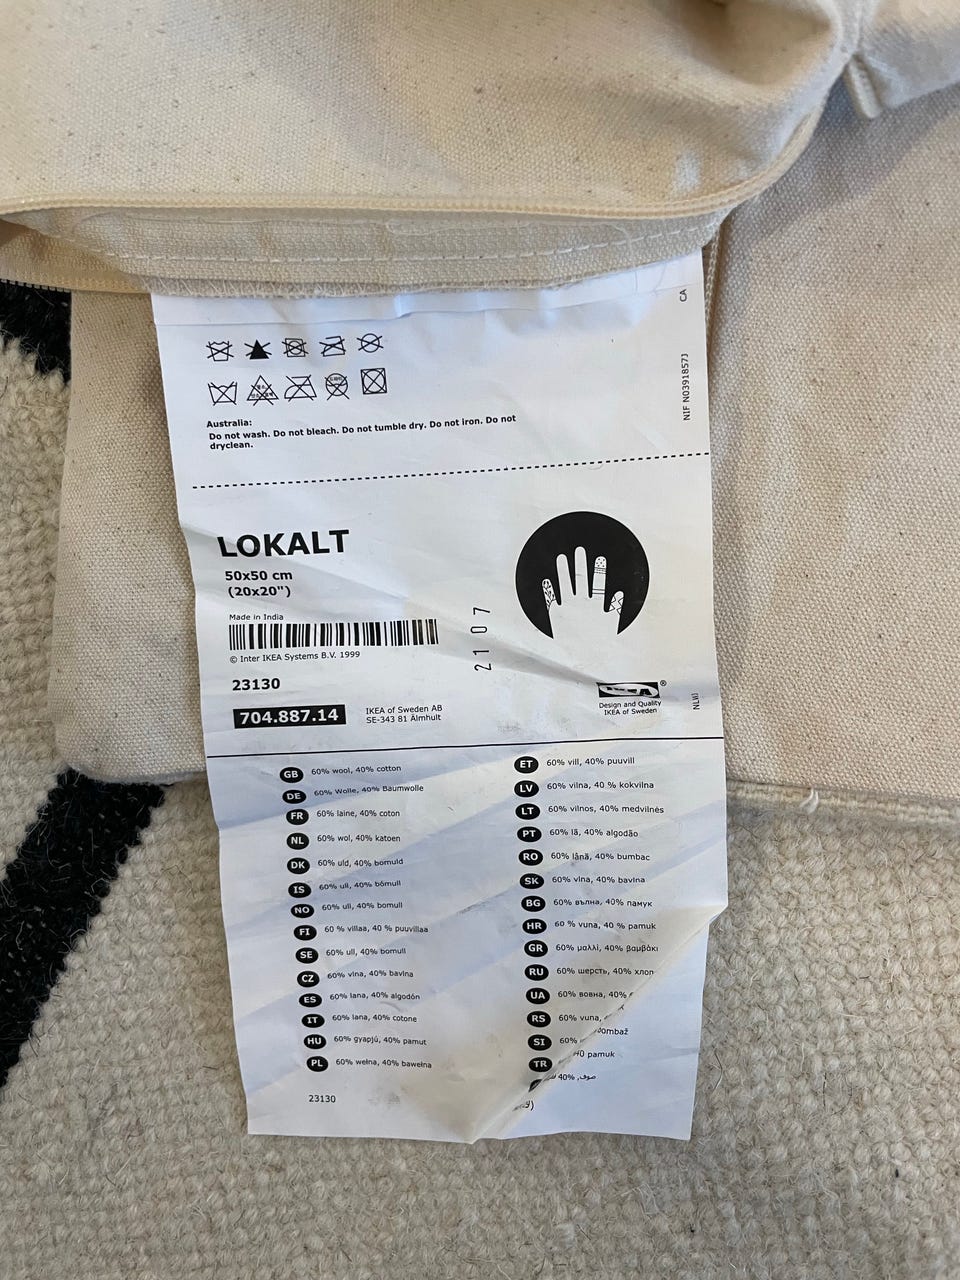 CA
NIF N0391857J
Australia:
Do not wash. Do not bleach. Do not tumble dry. Do not iron. Do not
dryclean.
LOKALT
50x50 cm
(20x20")
Made in India
© Inter IKEA Systems B.V. 1999
2107
23130
704.887.14
IKEA of Sweden AB
SE-343 81 Älmhult
IKEA ®
Design and Quality
IKEA of Sweden
NLWJ
GB 60% wool, 40% cotton
DE 60% Wolle, 40% Baumwolle
FR 60% laine, 40% coton
NL 60% wol, 40% katoen
DK 60% uld, 40% bomuld
IS 60% ull, 40% bómull
NO 60% ull, 40% bomull
FI 60 % villaa, 40 % puuvillaa
SE 60% ull, 40% bomull
CZ 60% vlna, 40% bavlna
ES 60% lana, 40% algodón
IT 60% lana, 40% cotone
HU 60% gyapjú, 40% pamut
PL 60% wełna, 40% bawełna
23130
ET 60% vill, 40% puuvill
LV 60% vilna, 40 % kokvilna
LT 60% vilnos, 40% medvilnės
PT 60% lã, 40% algodão
RO 60% lână, 40% bumbac
SK 60% vlna, 40% bavlna
BG 60% вълна, 40% памук
HR 60 % vuna, 40 % pamuk
GR 60% μαλλί, 40% βαμβάκι
RU 60% шерсть, 40% хлоп
UA 60% вовна, 40%
RS 60% vuna,
SI 60% ombaž
TR 40 pamuk
صوف, 40%